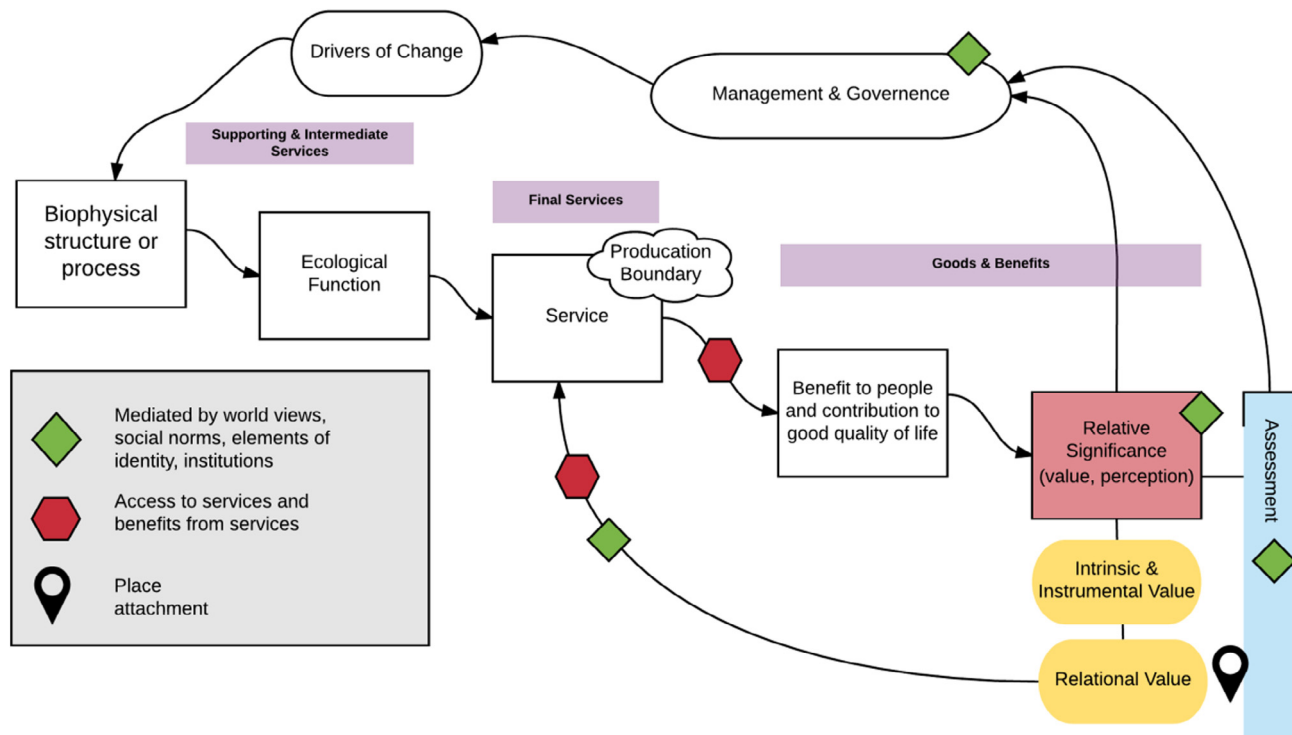 Drivers of Change
Management & Governence
Supporting & Intermediate
Services
Biophysical
structure or
process
Ecological
Function
Final Services
Producation
Boundary
Service
Goods & Benefits
Benefit to people
and contribution to
good quality of life
Relative
Significance
(value, perception)
Assessment
Intrinsic &
Instrumental Value
Relational Value
Mediated by world views,
social norms, elements of
identity, institutions
Access to services and
benefits from services
Place
attachment